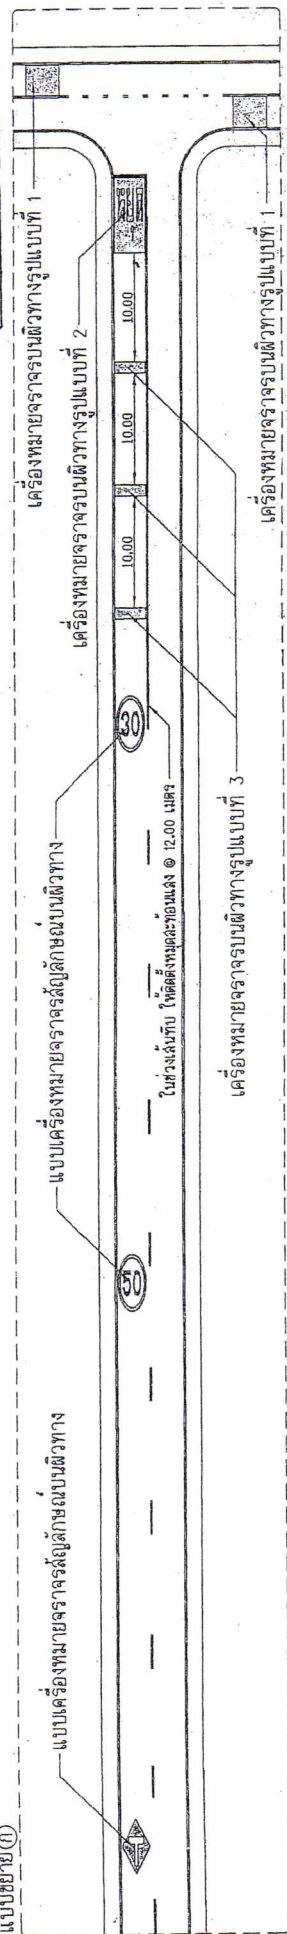 แบบขยาย ก
แบบเครื่องหมายจราจรสัญลักษณ์บนผิวทาง
แบบเครื่องหมายจราจรสัญลักษณ์บนผิวทาง
50
30
ในช่วงเส้นทึบ ให้ติดตั้งหมุดสะท้อนแสง @ 12.00 เมตร
10.00
10.00
10.00
เครื่องหมายจราจรบนผิวทางรูปแบบที่ 2
เครื่องหมายจราจรบนผิวทางรูปแบบที่ 1
เครื่องหมายจราจรบนผิวทางรูปแบบที่ 3
เครื่องหมายจราจรบนผิวทางรูปแบบที่ 1